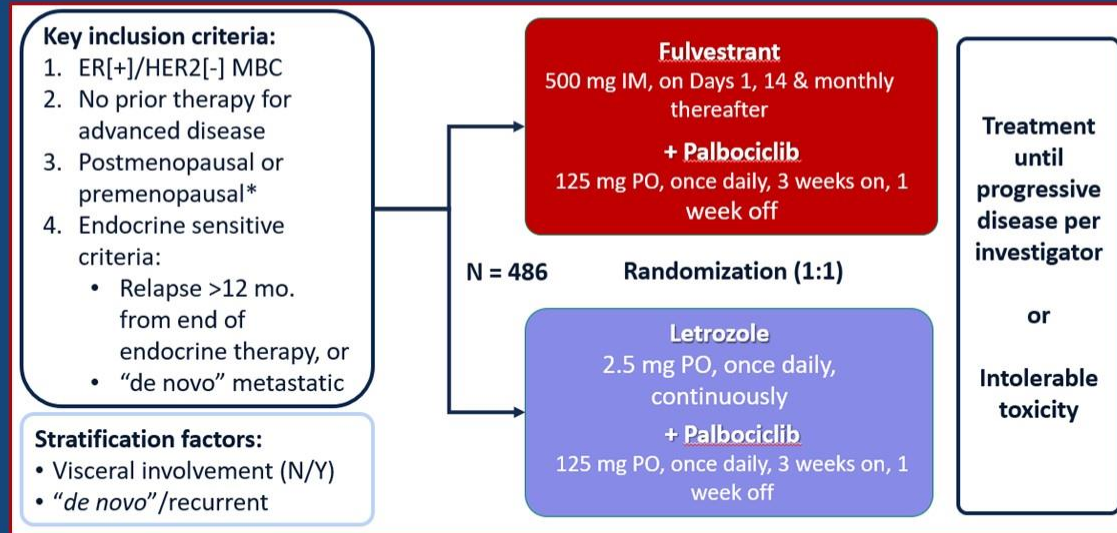 Key inclusion criteria:
1. ER[+]/HER2[-] MBC
2. No prior therapy for
advanced disease
3. Postmenopausal or
premenopausal*
4. Endocrine sensitive
criteria:
• Relapse >12 mo.
from end of
endocrine therapy, or
• “de novo” metastatic
Stratification factors:
• Visceral involvement (N/Y)
• “de novo”/recurrent
N = 486
Randomization (1:1)
Fulvestrant
500 mg IM, on Days 1, 14 & monthly
thereafter
+ Palbociclib
125 mg PO, once daily, 3 weeks on, 1
week off
Letrozole
2.5 mg PO, once daily,
continuously
+ Palbociclib
125 mg PO, once daily, 3 weeks on, 1
week off
Treatment
until
progressive
disease per
investigator
or
Intolerable
toxicity